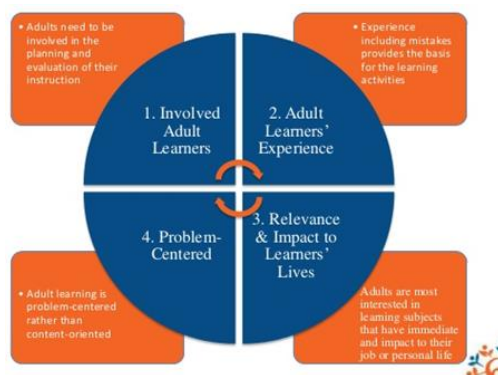 • Adults need to be
involved in the
planning and
evaluation of their
instruction
• Experience
including mistakes
provides the basis
for the learning
activities
1. Involved
Adult
Learners
2. Adult
Learners'
Experience
4. Problem-
Centered
3. Relevance
& Impact to
Learners'
Lives
• Adult learning is
problem-centered
rather than
content-oriented
Adults are most
interested in
learning subjects
that have immediate
and impact to their
job or personal life